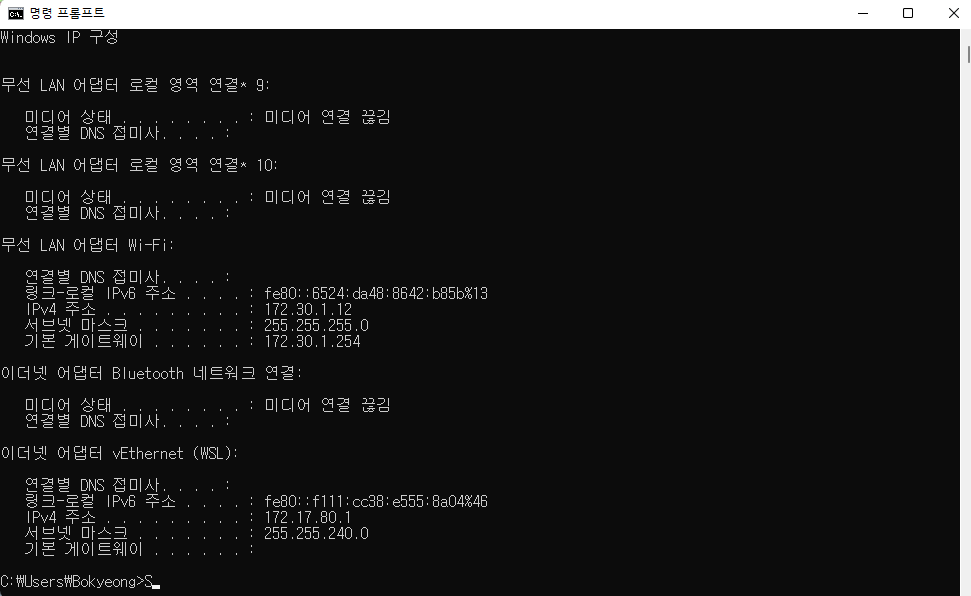 명령 프롬프트
Windows IP 구성
무선 LAN 어댑터 로컬 영역 연결* 9:
미디어 상태 . . . . . . . . : 미디어 연결 끊김
연결별 DNS 접미사. . . . :
무선 LAN 어댑터 로컬 영역 연결* 10:
미디어 상태 . . . . . . . . : 미디어 연결 끊김
연결별 DNS 접미사. . . . :
무선 LAN 어댑터 Wi-Fi:
연결별 DNS 접미사. . . . :
링크-로컬 IPv6 주소 . . . . : fe80::6524:da48:8642:b85b%13
IPv4 주소 . . . . . . . . . : 172.30.1.12
서브넷 마스크 . . . . . . . : 255.255.255.0
기본 게이트웨이 . . . . . . : 172.30.1.254
이더넷 어댑터 Bluetooth 네트워크 연결:
미디어 상태 . . . . . . . . : 미디어 연결 끊김
연결별 DNS 접미사. . . . :
이더넷 어댑터 vEthernet (WSL):
연결별 DNS 접미사. . . . :
링크-로컬 IPv6 주소 . . . . : fe80::f111:cc38:e555:8a04%46
IPv4 주소 . . . . . . . . . : 172.17.80.1
서브넷 마스크 . . . . . . . : 255.255.240.0
기본 게이트웨이 . . . . . . :
C:₩Users₩Bokyeong>S